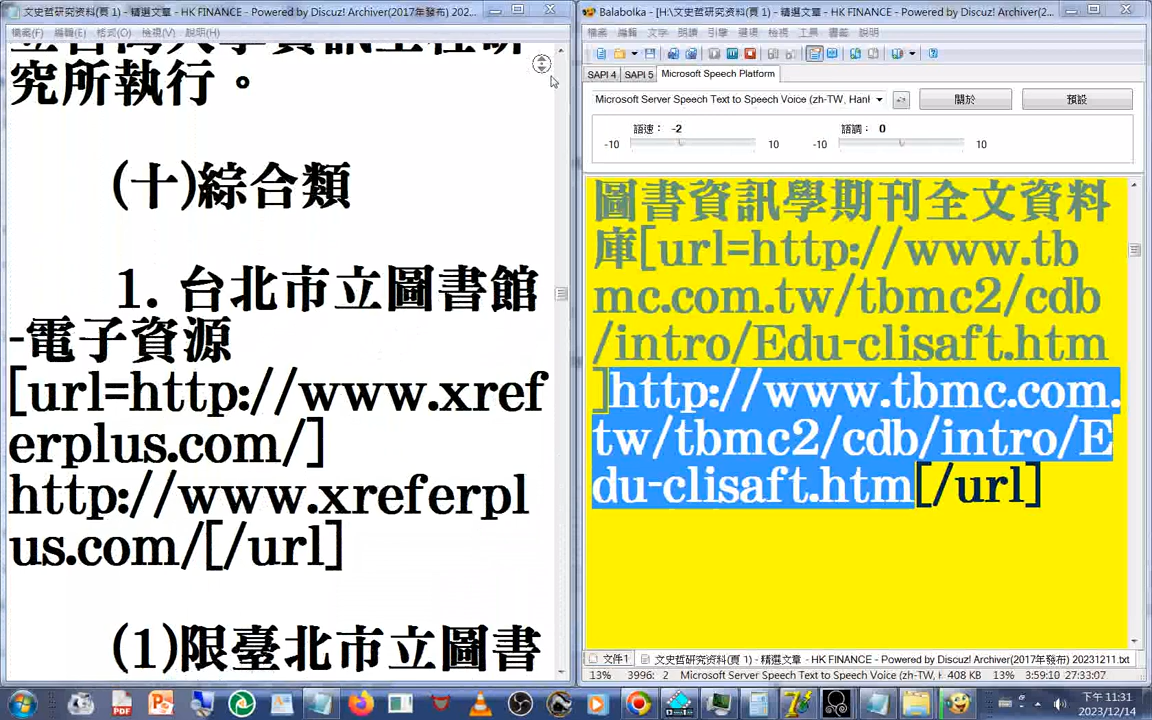 文史哲研究资料(頁 1) - 精選文章 - HK FINANCE - Powered by Discuz! Archiver(2017年發布) 202...
檔案(F) 編輯(E) 格式(O) 檢視(V) 說明(H)
立台灣大學資訊工程研
究所執行。
(十)綜合類
1. 台北市立圖書館
-電子資源
[url=http://www.xref
erplus.com/]
http://www.xreferpl
us.com/[/url]
(1)限臺北市立圖書
Balabolka - [H:\文史哲研究资料(頁 1) - 精選文章 - HK FINANCE - Powered by Discuz! Archiver(2...
檔案 編輯 文字 朗讀 引擎 選項 檢視 工具 書籤 說明
SAPI 4 SAPI 5 Microsoft Speech Platform
Microsoft Server Speech Text to Speech Voice (zh-TW, Hanl
關於
預設
語速： -2
語調： 0
-10 10 -10 10
圖書資訊學期刊全文資料
庫[url=http://www.tb
mc.com.tw/tbmc2/cdb
/intro/Edu-clisaft.htm
]http://www.tbmc.com.
tw/tbmc2/cdb/intro/E
du-clisaft.htm[/url]
文件1 文史哲研究资料(頁 1) - 精選文章 - HK FINANCE - Powered by Discuz! Archiver(2017年發布) 20231211.txt
13% 3996: 2 Microsoft Server Speech Text to Speech Voice (zh-TW, H 408 KB 13% 3:59:10 27:33:07
下午 11:31
2023/12/14